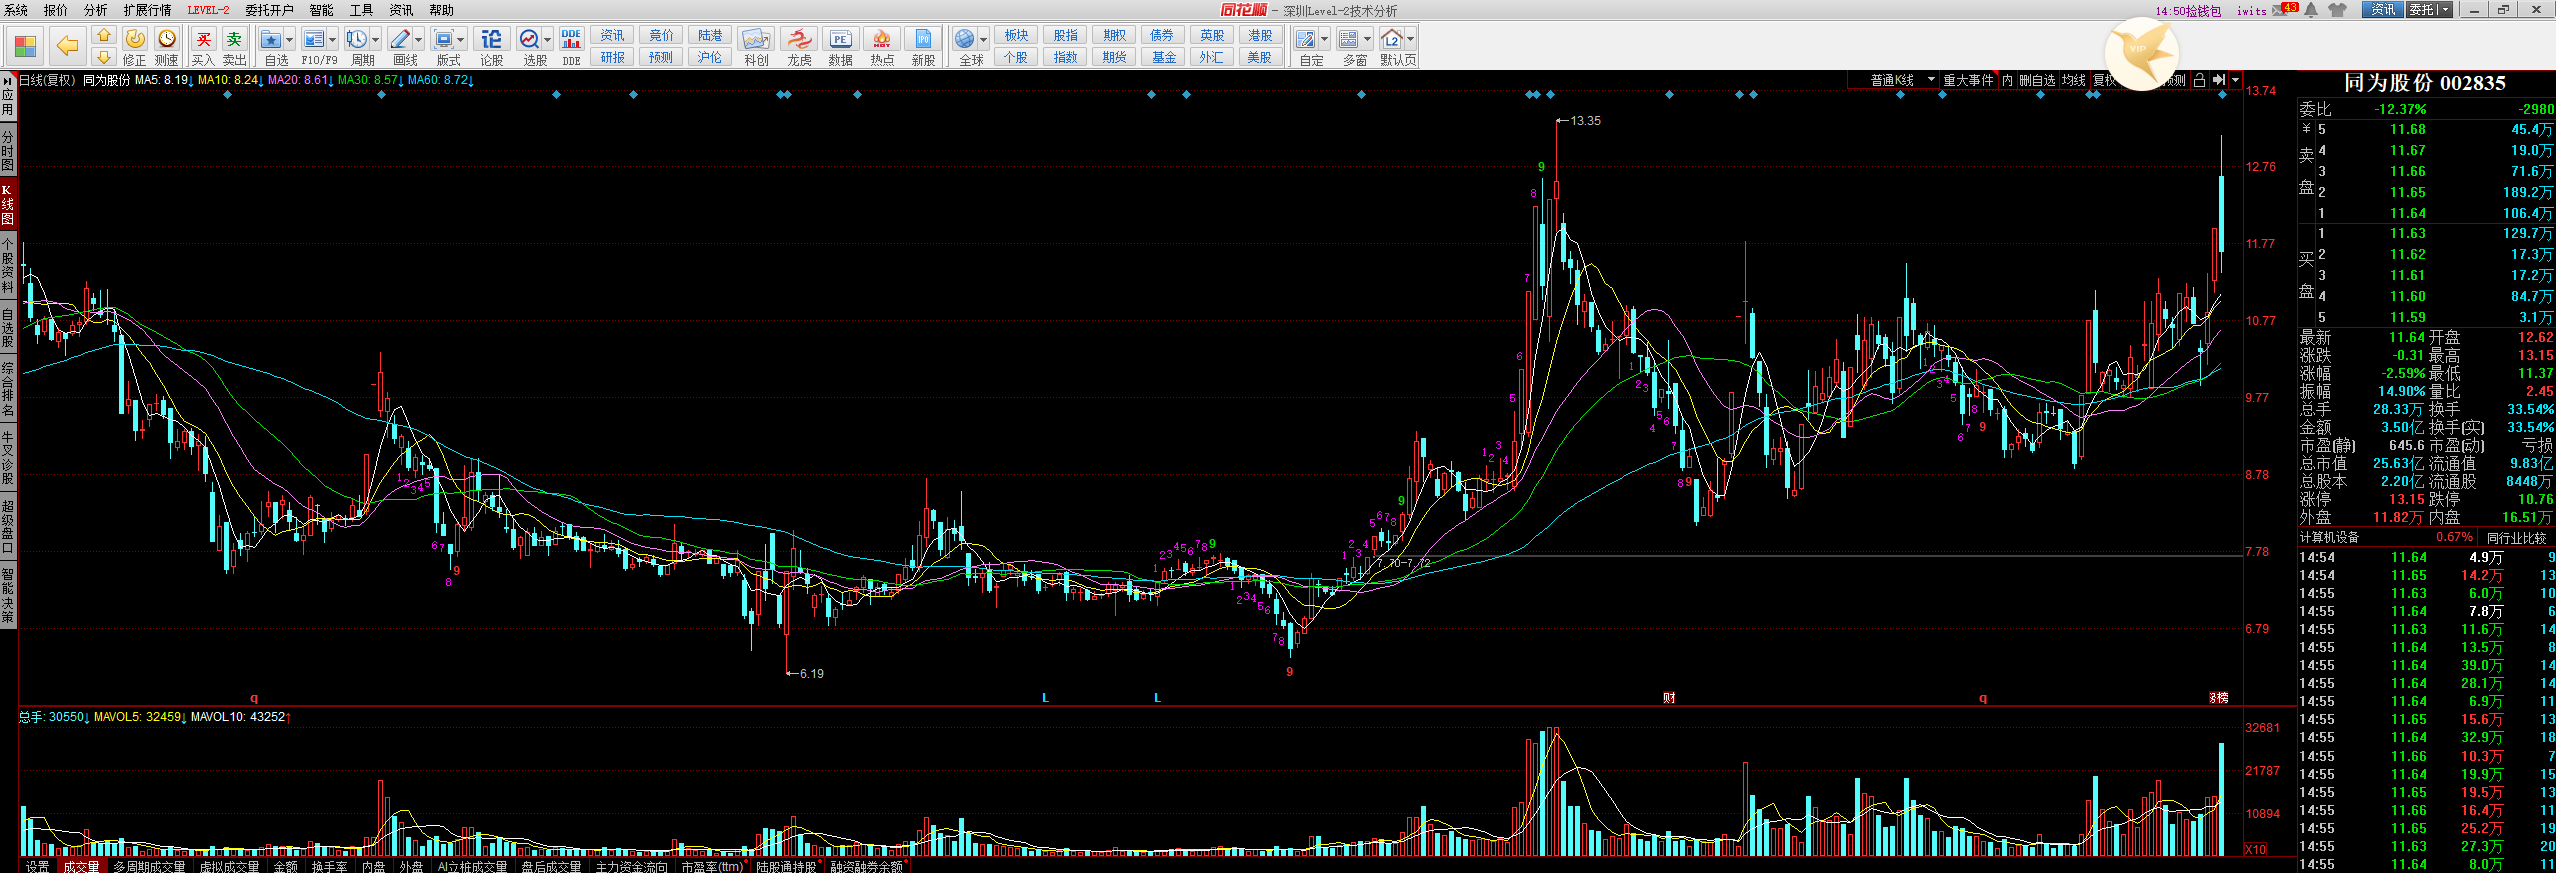 系统 报价 分析 扩展行情 LEVEL-2 委托开户 智能 工具 资讯 帮助
同花顺 - 深圳Level-2技术分析
14:50捡钱包 iwits 43 资讯 委托
修正 测速 买 买入 卖 卖出 自选 F10/F9 周期 画线 版式 论股 选股 DDE DDE
资讯 竞价 陆港
研报 预测 沪伦
科创 龙虎 PE 数据 HOT 热点 IPO 新股 全球
板块 股指 期权 债券 英股 港股
个股 指数 期货 基金 外汇 美股
自定 多窗 L2 默认页
应用
分时图
K线图
个股资料
自选股
综合排名
牛叉诊股
超级盘口
智能决策
日线(复权) 同为股份 MA5: 8.19↓ MA10: 8.24↓ MA20: 8.61↓ MA30: 8.57↓ MA60: 8.72↓
普通K线 重大事件 内 删自选 均线 复权 预测
VIP
13.74
12.76
11.77
10.77
9.77
8.78
7.78
6.79
13.35
6.19
7.70-7.72
q L L 财 q 涨榜
总手: 30550↓ MAVOL5: 32459↓ MAVOL10: 43252↑
32681
21787
10894
X10
设置 成交量 多周期成交量 虚拟成交量 金额 换手率 内盘 外盘 AI立桩成交量 盘后成交量 主力资金流向 市盈率(ttm) 陆股通持股 融资融券余额
同为股份 002835
委比 -12.37% -2980
¥ 5 11.68 45.4万
卖 4 11.67 19.0万
3 11.66 71.6万
盘 2 11.65 189.2万
1 11.64 106.4万
1 11.63 129.7万
买 2 11.62 17.3万
3 11.61 17.2万
盘 4 11.60 84.7万
5 11.59 3.1万
最新 11.64 开盘 12.62
涨跌 -0.31 最高 13.15
涨幅 -2.59% 最低 11.37
振幅 14.90% 量比 2.45
总手 28.33万 换手 33.54%
金额 3.50亿 换手(实) 33.54%
市盈(静) 645.6 市盈(动) 亏损
总市值 25.63亿 流通值 9.83亿
总股本 2.20亿 流通股 8448万
涨停 13.15 跌停 10.76
外盘 11.82万 内盘 16.51万
计算机设备 0.67% 同行业比较
14:54 11.64 4.9万 9
14:54 11.65 14.2万 13
14:55 11.63 6.0万 10
14:55 11.64 7.8万 6
14:55 11.63 11.6万 14
14:55 11.64 13.5万 8
14:55 11.64 39.0万 14
14:55 11.64 28.1万 14
14:55 11.64 6.9万 11
14:55 11.65 15.6万 13
14:55 11.64 32.9万 18
14:55 11.66 10.3万 7
14:55 11.64 19.9万 15
14:55 11.65 19.5万 13
14:55 11.66 16.4万 11
14:55 11.65 25.2万 19
14:55 11.63 27.3万 20
14:55 11.64 8.0万 11